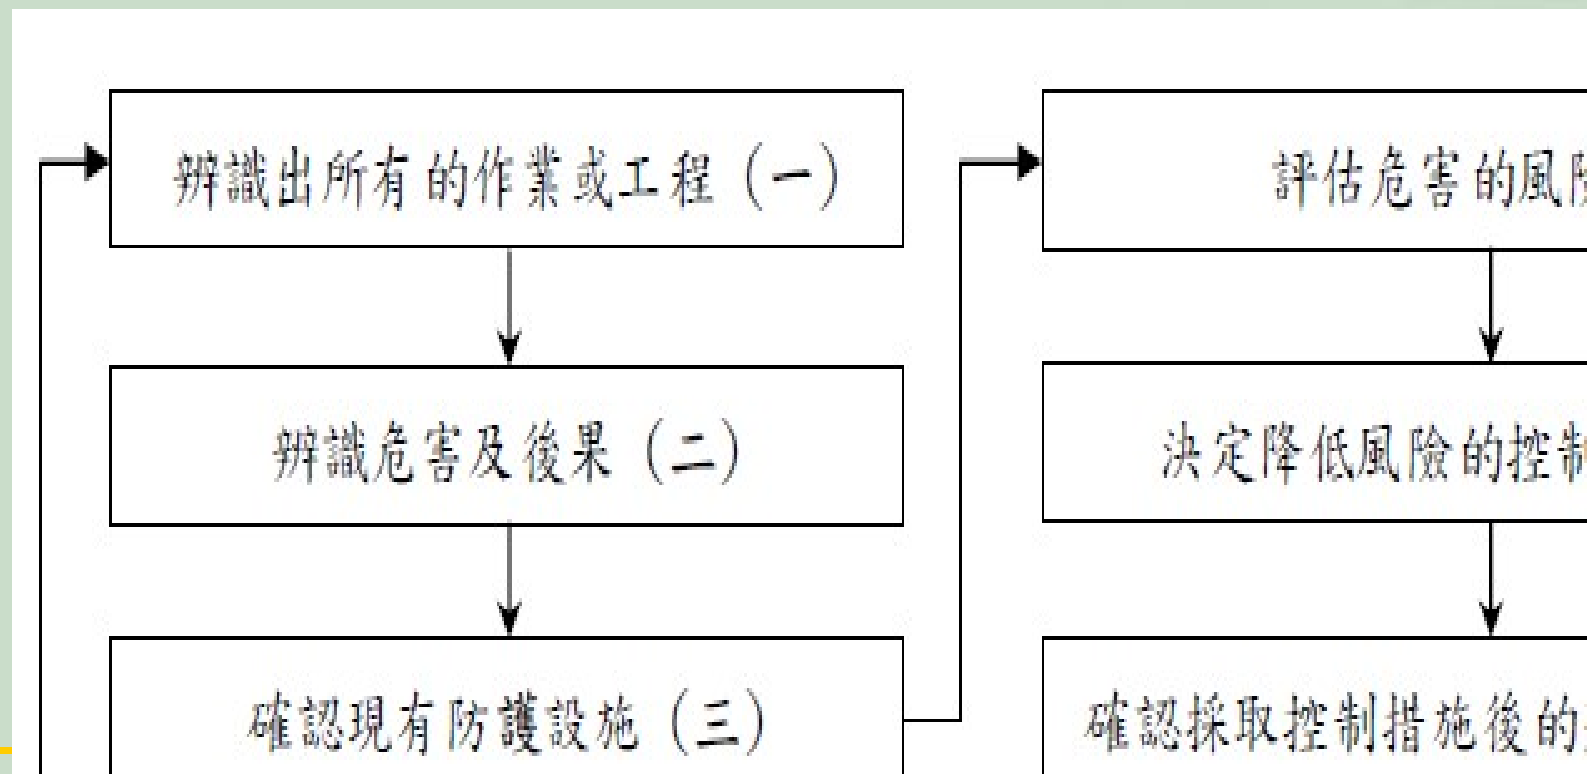 辨識出所有的作業或工程（一）
辨識危害及後果（二）
確認現有防護設施（三）
評估危害的風
決定降低風險的控制
確認採取控制措施後的